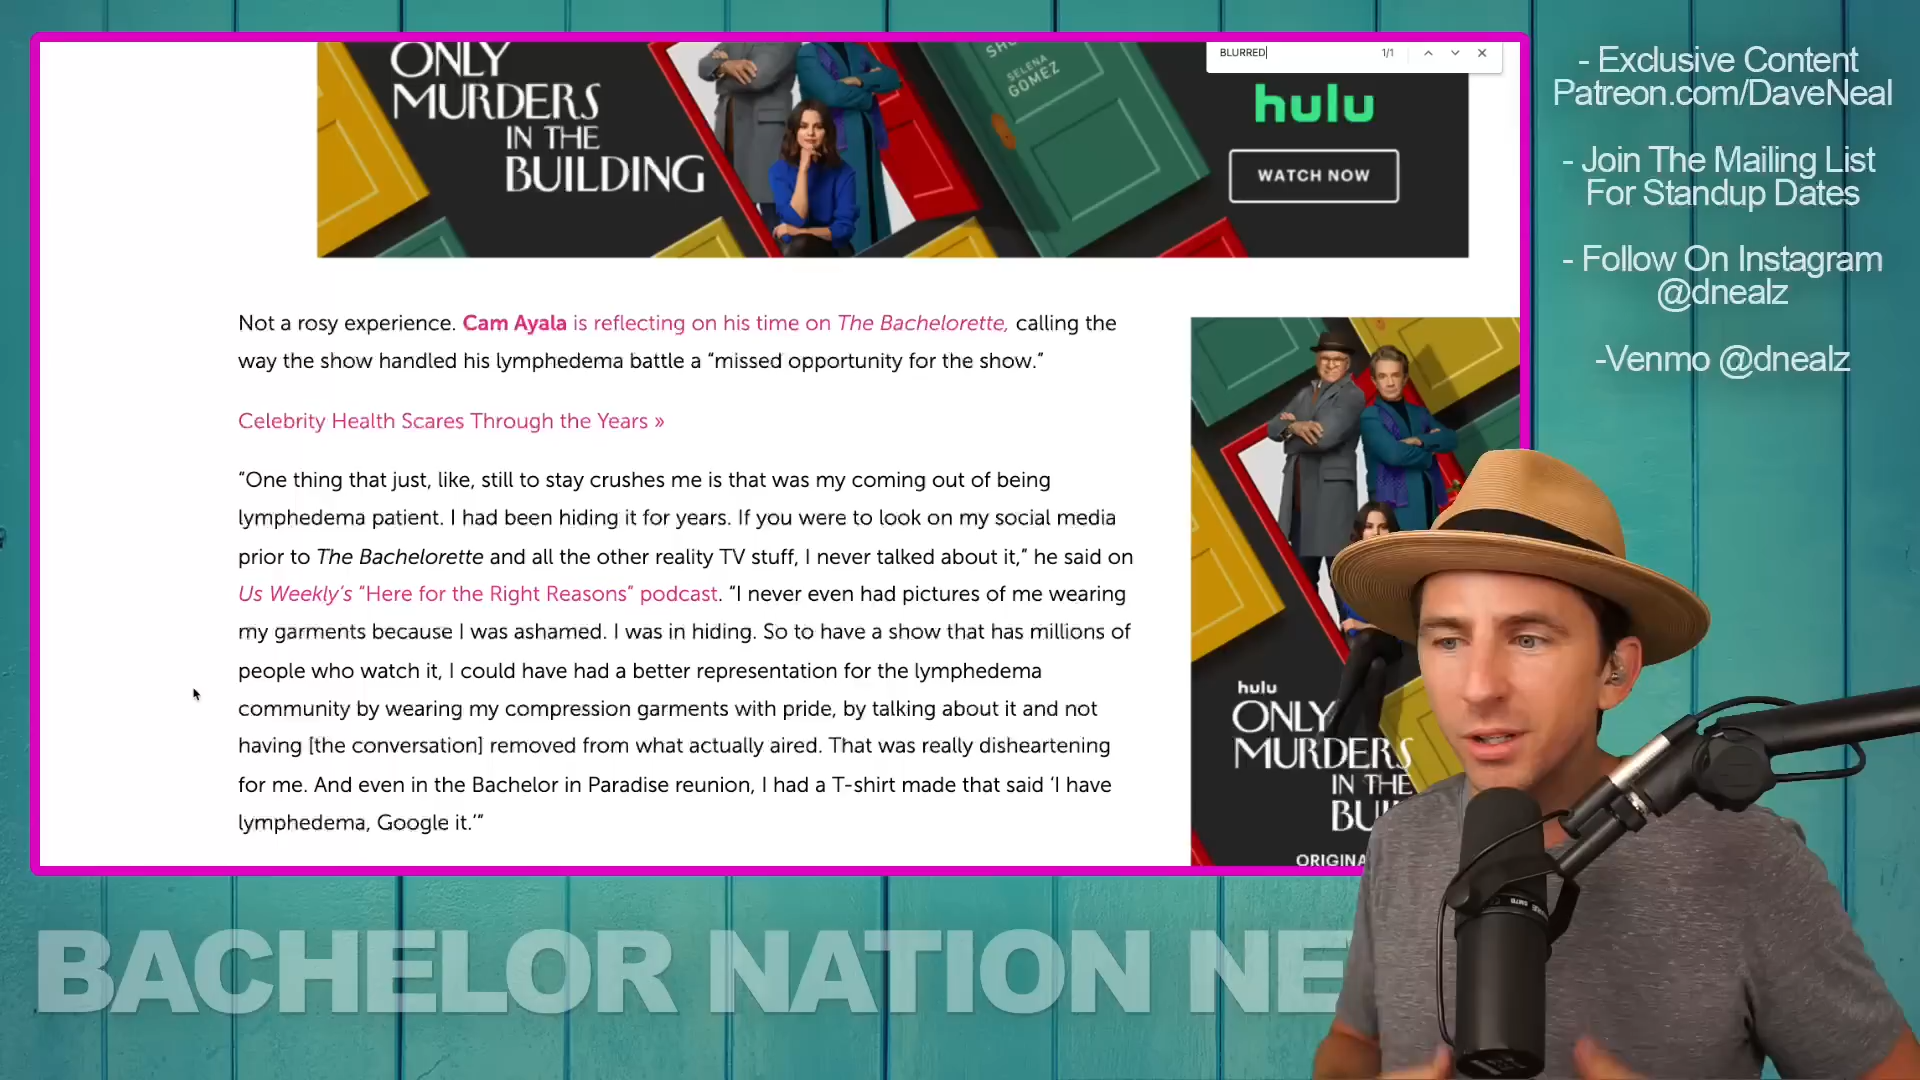 ONLY
MURDERS
IN THE
BUILDING
SELENA
GOMEZ
BLURRED
1/1
hulu
WATCH NOW
Not a rosy experience. Cam Ayala is reflecting on his time on The Bachelorette, calling the
way the show handled his lymphedema battle a “missed opportunity for the show.”
Celebrity Health Scares Through the Years »
“One thing that just, like, still to stay crushes me is that was my coming out of being
lymphedema patient. I had been hiding it for years. If you were to look on my social media
prior to The Bachelorette and all the other reality TV stuff, I never talked about it,” he said on
Us Weekly’s “Here for the Right Reasons” podcast. “I never even had pictures of me wearing
my garments because I was ashamed. I was in hiding. So to have a show that has millions of
people who watch it, I could have had a better representation for the lymphedema
community by wearing my compression garments with pride, by talking about it and not
having [the conversation] removed from what actually aired. That was really disheartening
for me. And even in the Bachelor in Paradise reunion, I had a T-shirt made that said ‘I have
lymphedema, Google it.’”
hulu
ONLY
MURDERS
IN THE
BU
ORIGINA
- Exclusive Content
Patreon.com/DaveNeal
- Join The Mailing List
For Standup Dates
- Follow On Instagram
@dnealz
-Venmo @dnealz
BACHELOR NATION NE